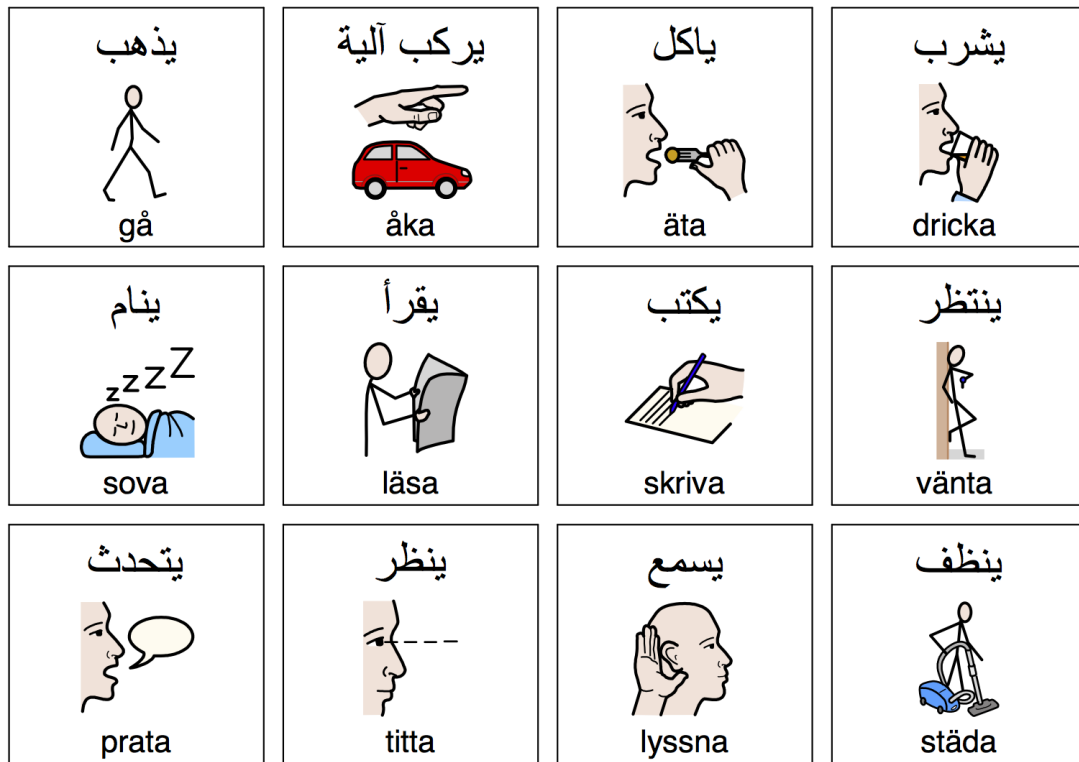 يذهب
gå
يركب آلية
åka
ياكل
äta
يشرب
dricka
ينام
zzZZ
sova
يقرأ
läsa
يكتب
skriva
ينتظر
vänta
يتحدث
prata
ينظر
titta
يسمع
lyssna
ينظف
städa